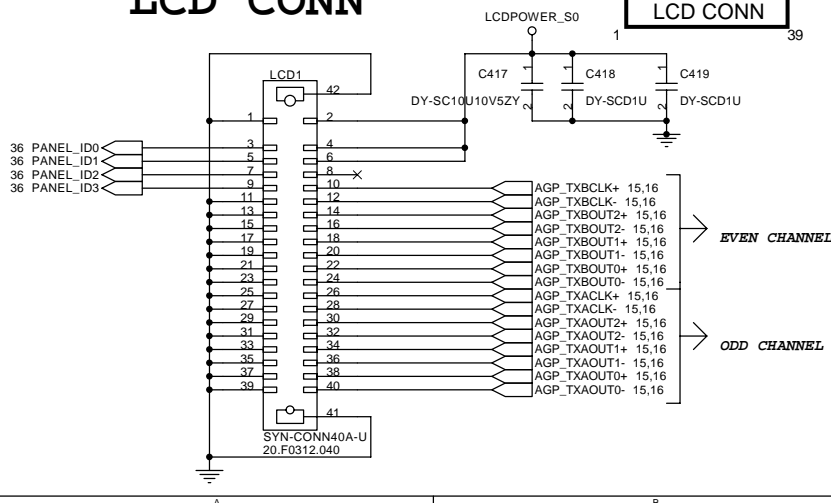 LCD CONN
LCD CONN
1
39
LCDPOWER_S0
LCD1
42
1
2
C417
1
2
DY-SC10U10V5ZY
C418
1
2
DY-SCD1U
C419
1
2
DY-SCD1U
36 PANEL_ID0
3
4
36 PANEL_ID1
5
6
36 PANEL_ID2
7
8
36 PANEL_ID3
9
10
AGP_TXBCLK+ 15,16
11
12
AGP_TXBCLK- 15,16
13
14
AGP_TXBOUT2+ 15,16
15
16
AGP_TXBOUT2- 15,16
17
18
AGP_TXBOUT1+ 15,16
EVEN CHANNEL
19
20
AGP_TXBOUT1- 15,16
21
22
AGP_TXBOUT0+ 15,16
23
24
AGP_TXBOUT0- 15,16
25
26
AGP_TXACLK+ 15,16
27
28
AGP_TXACLK- 15,16
29
30
AGP_TXAOUT2+ 15,16
31
32
AGP_TXAOUT2- 15,16
33
34
AGP_TXAOUT1+ 15,16
ODD CHANNEL
35
36
AGP_TXAOUT1- 15,16
37
38
AGP_TXAOUT0+ 15,16
39
40
AGP_TXAOUT0- 15,16
41
SYN-CONN40A-U
20.F0312.040
A
B